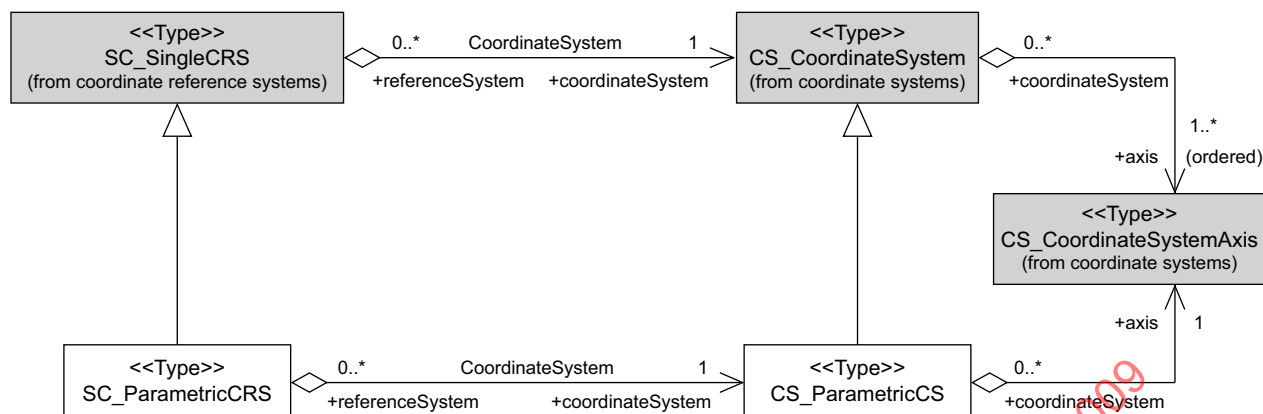 <<Type>>
SC_SingleCRS
(from coordinate reference systems)
0..* CoordinateSystem 1
+referenceSystem +coordinateSystem
<<Type>>
CS_CoordinateSystem
(from coordinate systems)
0..*
+coordinateSystem
1..*
+axis (ordered)
<<Type>>
CS_CoordinateSystemAxis
(from coordinate systems)
+axis 1
<<Type>>
SC_ParametricCRS
0..* CoordinateSystem 1
+referenceSystem +coordinateSystem
<<Type>>
CS_ParametricCS
0..*
+coordinateSystem
009